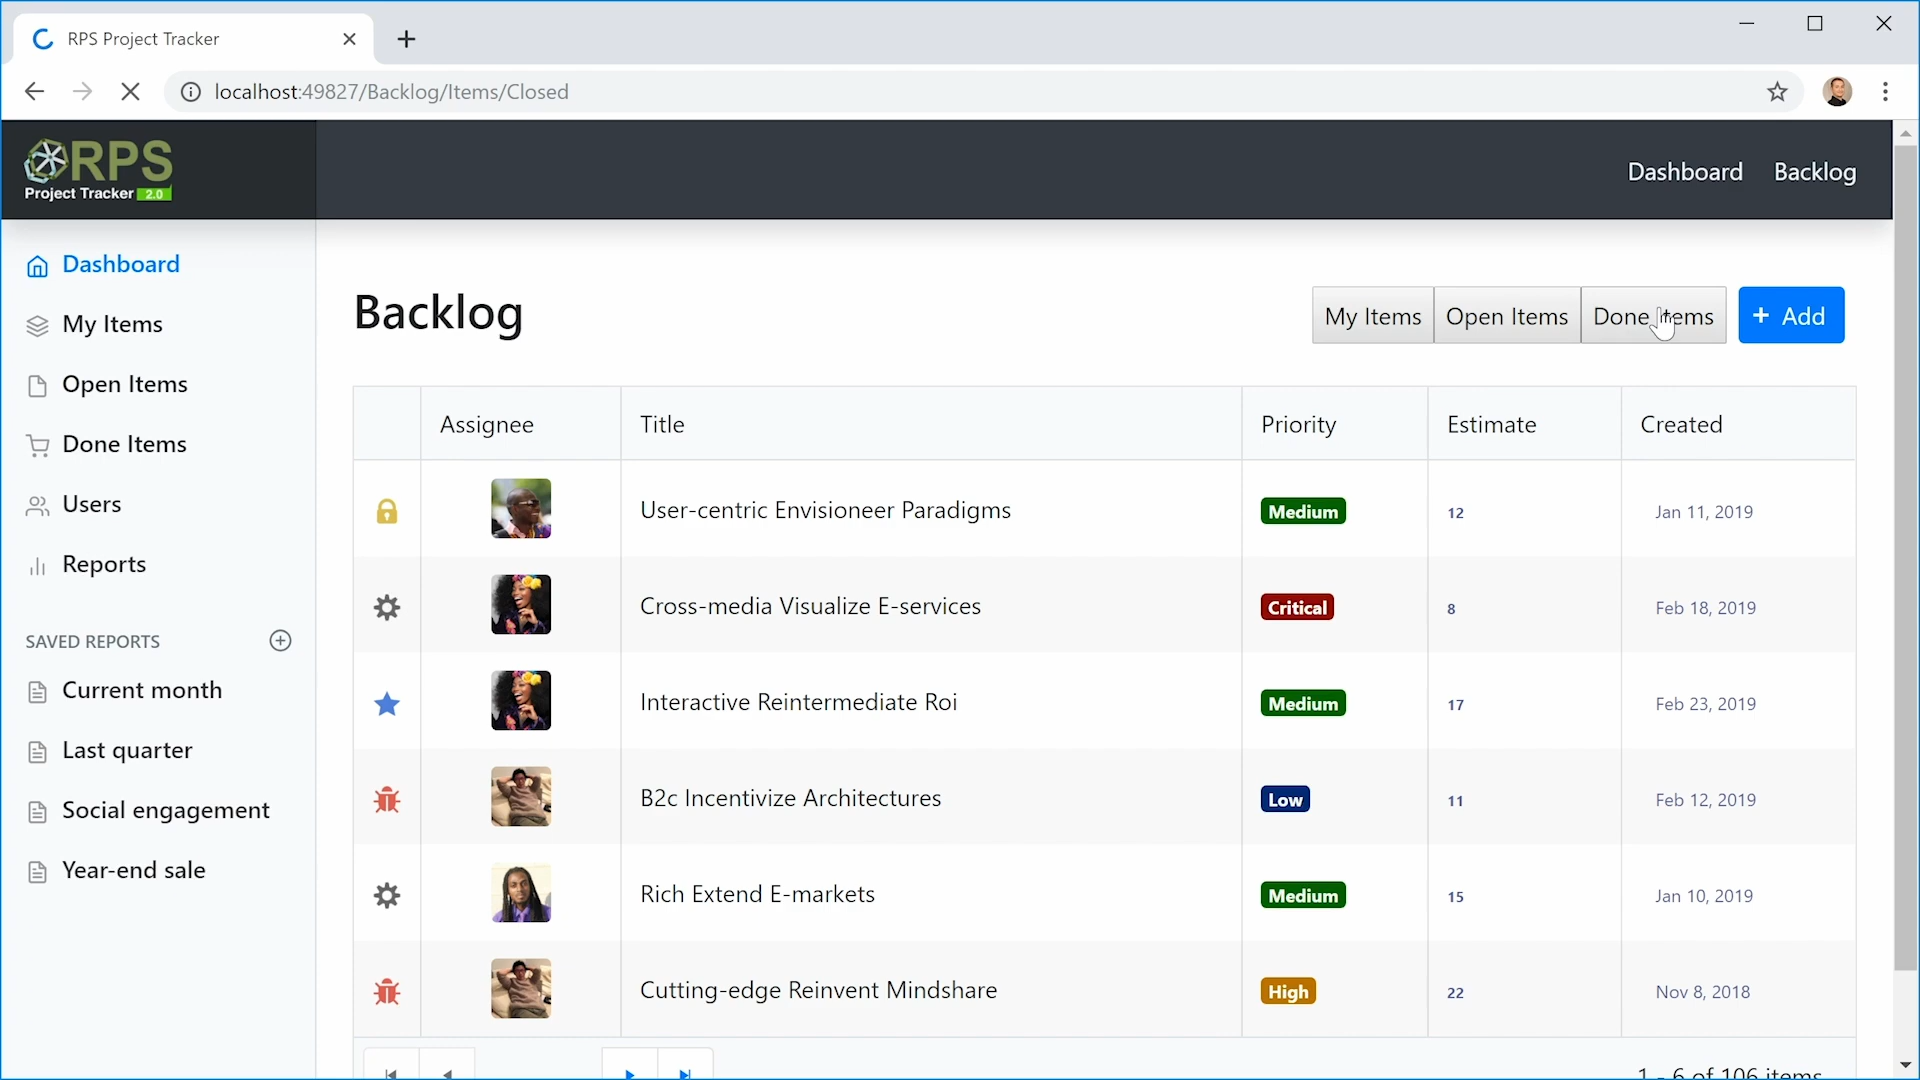 RPS Project Tracker
localhost:49827/Backlog/Items/Closed
RPS
Project Tracker 2.0
Dashboard Backlog
Dashboard
My Items
Open Items
Done Items
Users
Reports
SAVED REPORTS
Current month
Last quarter
Social engagement
Year-end sale
Backlog
My Items Open Items Done Items + Add
Assignee Title Priority Estimate Created
User-centric Envisioneer Paradigms Medium 12 Jan 11, 2019
Cross-media Visualize E-services Critical 8 Feb 18, 2019
Interactive Reintermediate Roi Medium 17 Feb 23, 2019
B2c Incentivize Architectures Low 11 Feb 12, 2019
Rich Extend E-markets Medium 15 Jan 10, 2019
Cutting-edge Reinvent Mindshare High 22 Nov 8, 2018
1 - 6 of 106 items